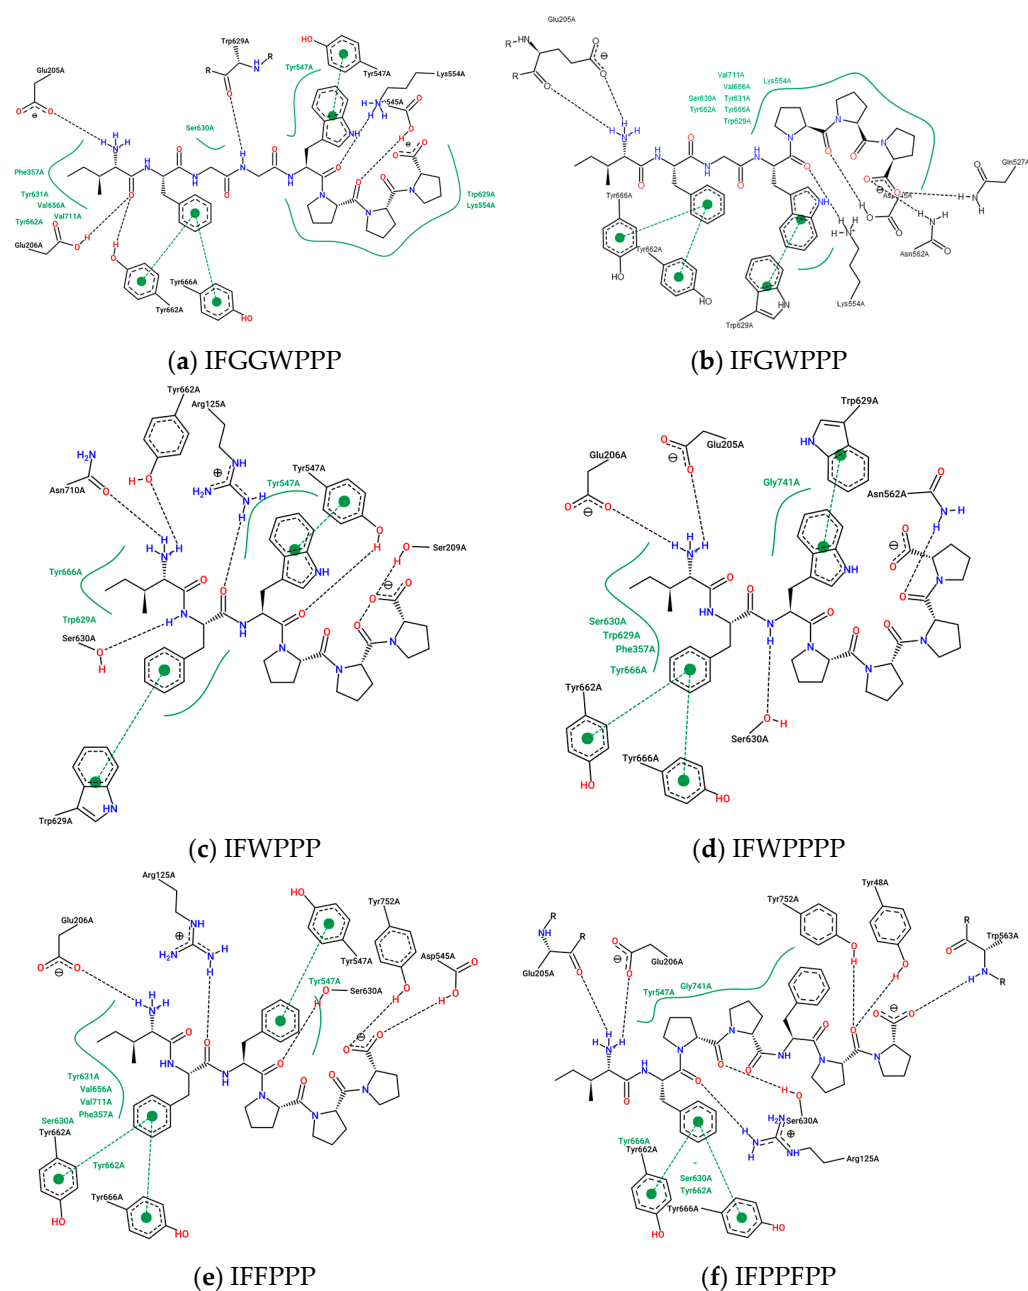 Glu205A
Trp629A
Tyr547A
Tyr547A
Lys554A
545A
Ser630A
Phe357A
Tyr631A
Val656A
Tyr662A
Val711A
Glu206A
Tyr662A
Tyr666A
Trp629A
Lys554A
(a) IFGGWPPP
Glu205A
Val711A
Val656A
Lys554A
Ser630A Tyr631A
Tyr662A Tyr666A
Trp629A
Tyr666A
Tyr662A
Trp629A
Lys554A
Asn562A
Gln527A
(b) IFGWPPP
Tyr662A
Arg125A
Asn710A
Tyr547A
Tyr547A
Ser209A
Tyr666A
Trp629A
Ser630A
Trp629A
(c) IFWPPP
Trp629A
Glu205A
Glu206A
Gly741A
Asn562A
Ser630A
Trp629A
Phe357A
Tyr666A
Tyr662A
Tyr666A
Ser630A
(d) IFWPPPP
Arg125A
Glu206A
Tyr547A
Tyr752A
Asp545A
Tyr547A
Ser630A
Tyr631A
Val656A
Val711A
Phe357A
Ser630A
Tyr662A
Tyr662A
Tyr666A
(e) IFFPPP
Glu205A
Glu206A
Tyr752A
Tyr48A
Trp563A
Tyr547A
Gly741A
Tyr666A
Tyr662A
Ser630A
Tyr662A
Tyr666A
Ser630A
Arg125A
(f) IFPPFPP